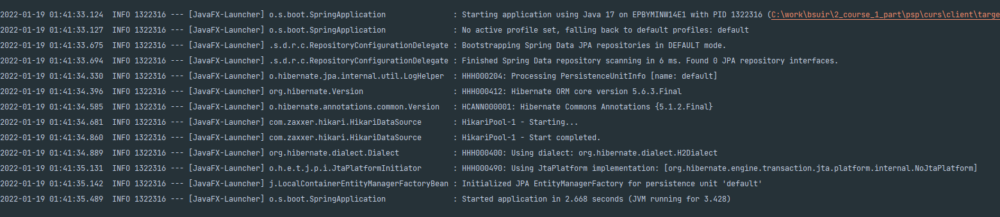 2022-01-19 01:41:33.124  INFO 1322316 --- [JavaFX-Launcher] o.s.boot.SpringApplication               : Starting application using Java 17 on EPBYMINW14E1 with PID 1322316 (C:\work\bsuir\2_course_1_part\psp\curs\client\targe
2022-01-19 01:41:33.127  INFO 1322316 --- [JavaFX-Launcher] o.s.boot.SpringApplication               : No active profile set, falling back to default profiles: default
2022-01-19 01:41:33.675  INFO 1322316 --- [JavaFX-Launcher] .s.d.r.c.RepositoryConfigurationDelegate : Bootstrapping Spring Data JPA repositories in DEFAULT mode.
2022-01-19 01:41:33.694  INFO 1322316 --- [JavaFX-Launcher] .s.d.r.c.RepositoryConfigurationDelegate : Finished Spring Data repository scanning in 6 ms. Found 0 JPA repository interfaces.
2022-01-19 01:41:34.330  INFO 1322316 --- [JavaFX-Launcher] o.hibernate.jpa.internal.util.LogHelper  : HHH000204: Processing PersistenceUnitInfo [name: default]
2022-01-19 01:41:34.396  INFO 1322316 --- [JavaFX-Launcher] org.hibernate.Version                    : HHH000412: Hibernate ORM core version 5.6.3.Final
2022-01-19 01:41:34.585  INFO 1322316 --- [JavaFX-Launcher] o.hibernate.annotations.common.Version   : HCANN000001: Hibernate Commons Annotations {5.1.2.Final}
2022-01-19 01:41:34.681  INFO 1322316 --- [JavaFX-Launcher] com.zaxxer.hikari.HikariDataSource       : HikariPool-1 - Starting...
2022-01-19 01:41:34.860  INFO 1322316 --- [JavaFX-Launcher] com.zaxxer.hikari.HikariDataSource       : HikariPool-1 - Start completed.
2022-01-19 01:41:34.889  INFO 1322316 --- [JavaFX-Launcher] org.hibernate.dialect.Dialect            : HHH000400: Using dialect: org.hibernate.dialect.H2Dialect
2022-01-19 01:41:35.131  INFO 1322316 --- [JavaFX-Launcher] o.h.e.t.j.p.i.JtaPlatformInitiator       : HHH000490: Using JtaPlatform implementation: [org.hibernate.engine.transaction.jta.platform.internal.NoJtaPlatform]
2022-01-19 01:41:35.142  INFO 1322316 --- [JavaFX-Launcher] j.LocalContainerEntityManagerFactoryBean : Initialized JPA EntityManagerFactory for persistence unit 'default'
2022-01-19 01:41:35.489  INFO 1322316 --- [JavaFX-Launcher] o.s.boot.SpringApplication               : Started application in 2.668 seconds (JVM running for 3.428)